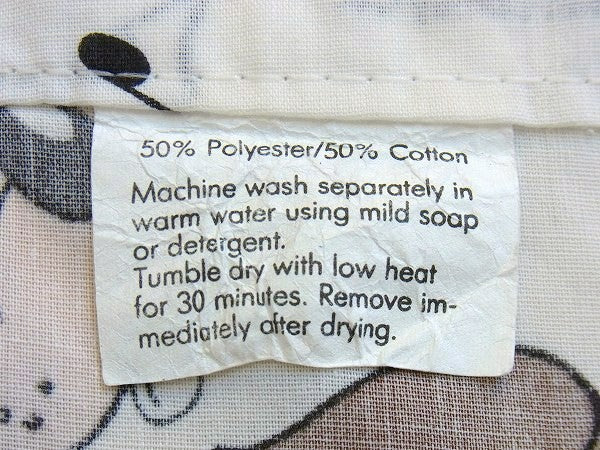 50% Polyester/50% Cotton
Machine wash separately in
warm water using mild soap
or detergent.
Tumble dry with low heat
for 30 minutes. Remove im-
mediately after drying.